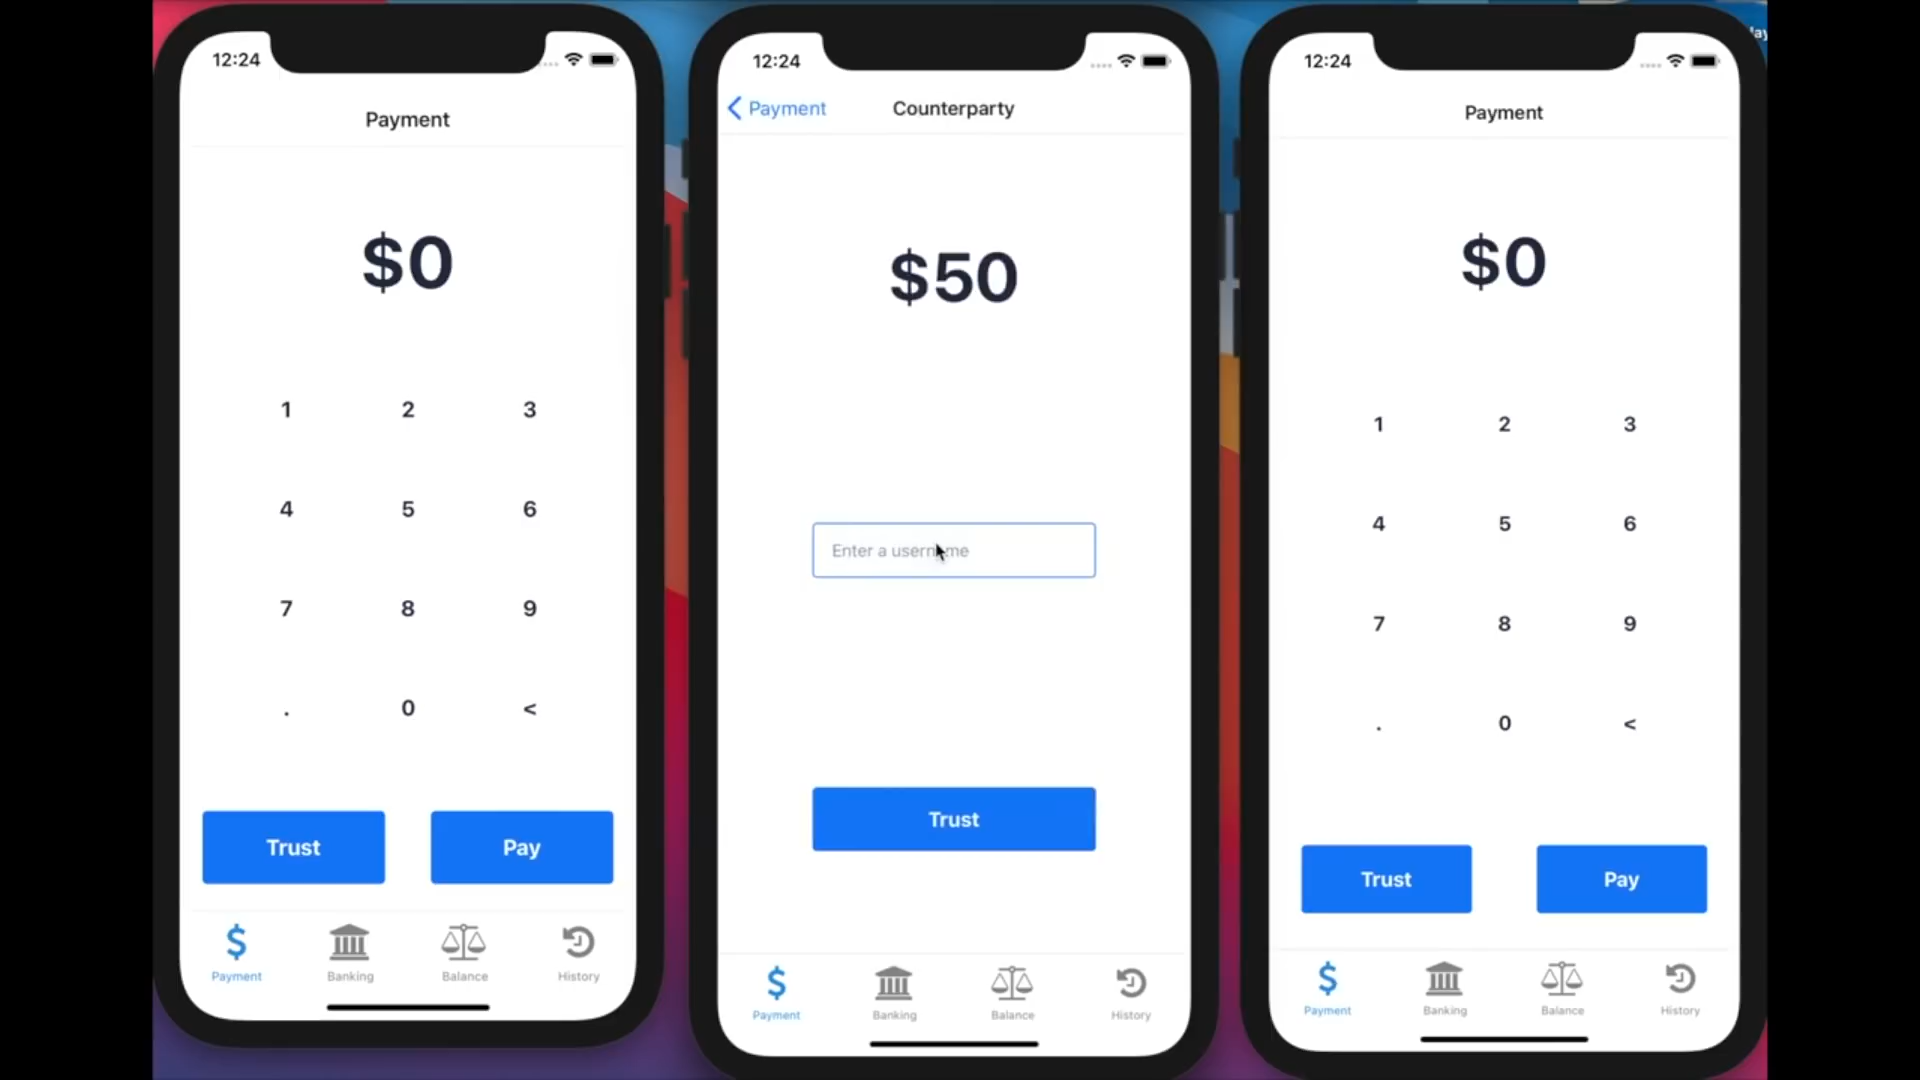 12:24
Payment
$0
1 2 3
4 5 6
7 8 9
. 0 <
Trust Pay
Payment Banking Balance History
12:24
Payment Counterparty
$50
Enter a username
Trust
Payment Banking Balance History
12:24
Payment
$0
1 2 3
4 5 6
7 8 9
. 0 <
Trust Pay
Payment Banking Balance History